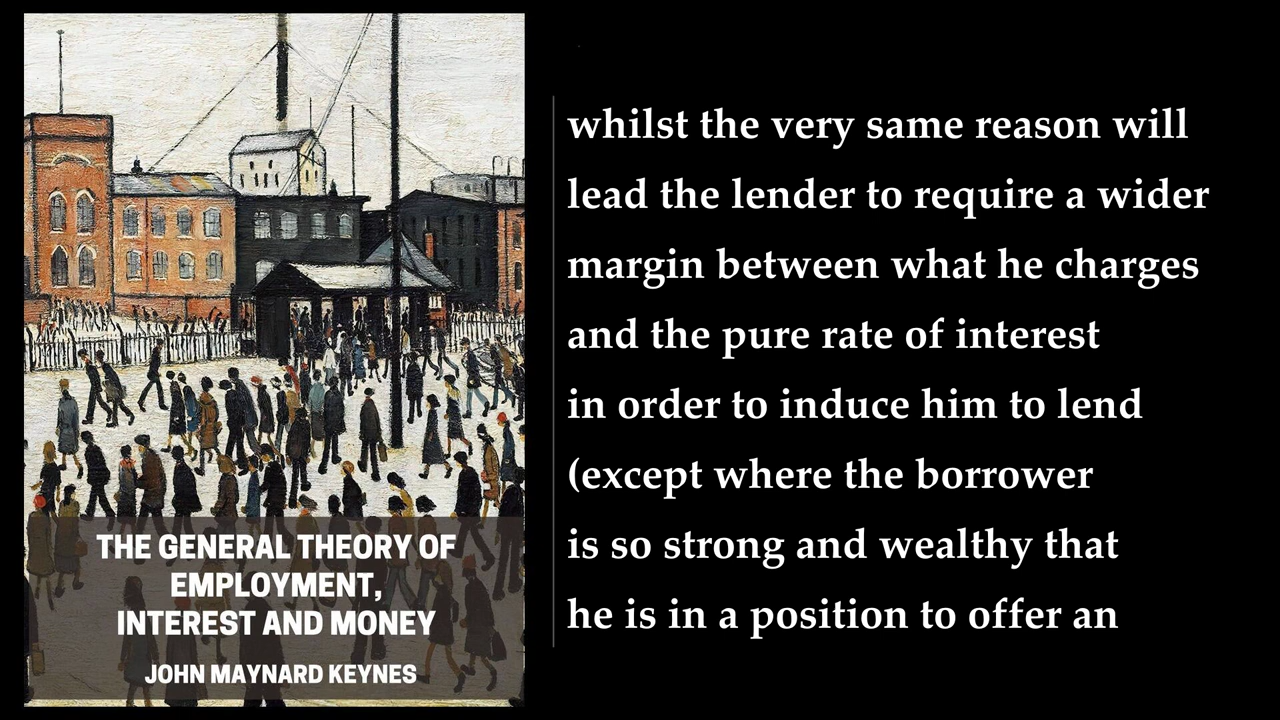 THE GENERAL THEORY OF
EMPLOYMENT,
INTEREST AND MONEY
JOHN MAYNARD KEYNES
whilst the very same reason will
lead the lender to require a wider
margin between what he charges
and the pure rate of interest
in order to induce him to lend
(except where the borrower
is so strong and wealthy that
he is in a position to offer an